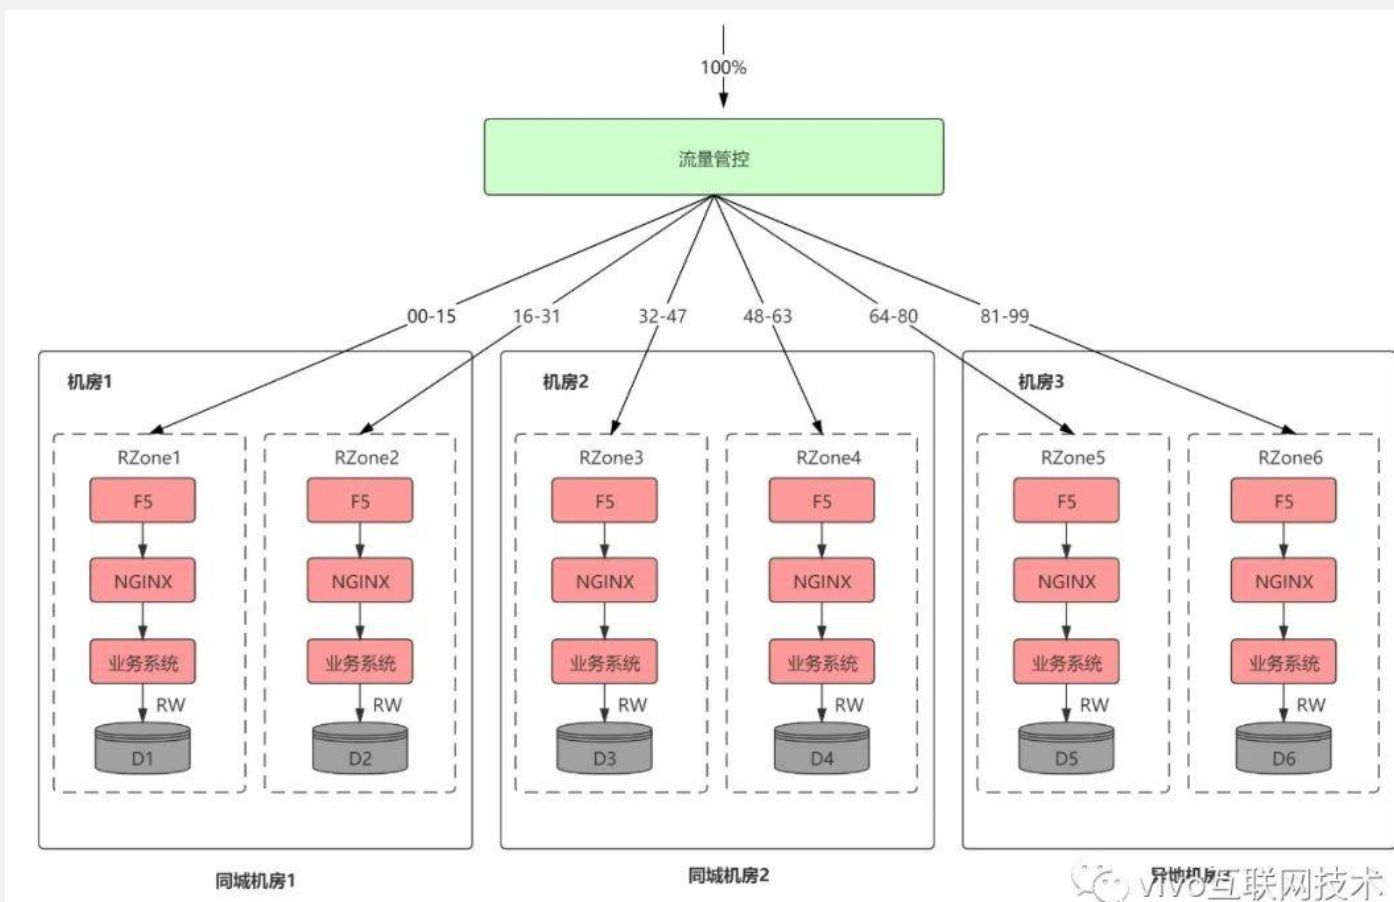 100%
流量管控
00-15 16-31 32-47 48-63 64-80 81-99
机房1 机房2 机房3
RZone1 RZone2 RZone3 RZone4 RZone5 RZone6
F5 F5 F5 F5 F5 F5
NGINX NGINX NGINX NGINX NGINX NGINX
业务系统 业务系统 业务系统 业务系统 业务系统 业务系统
RW RW RW RW RW RW
D1 D2 D3 D4 D5 D6
同城机房1 同城机房2 异地机房3
vivo互联网技术